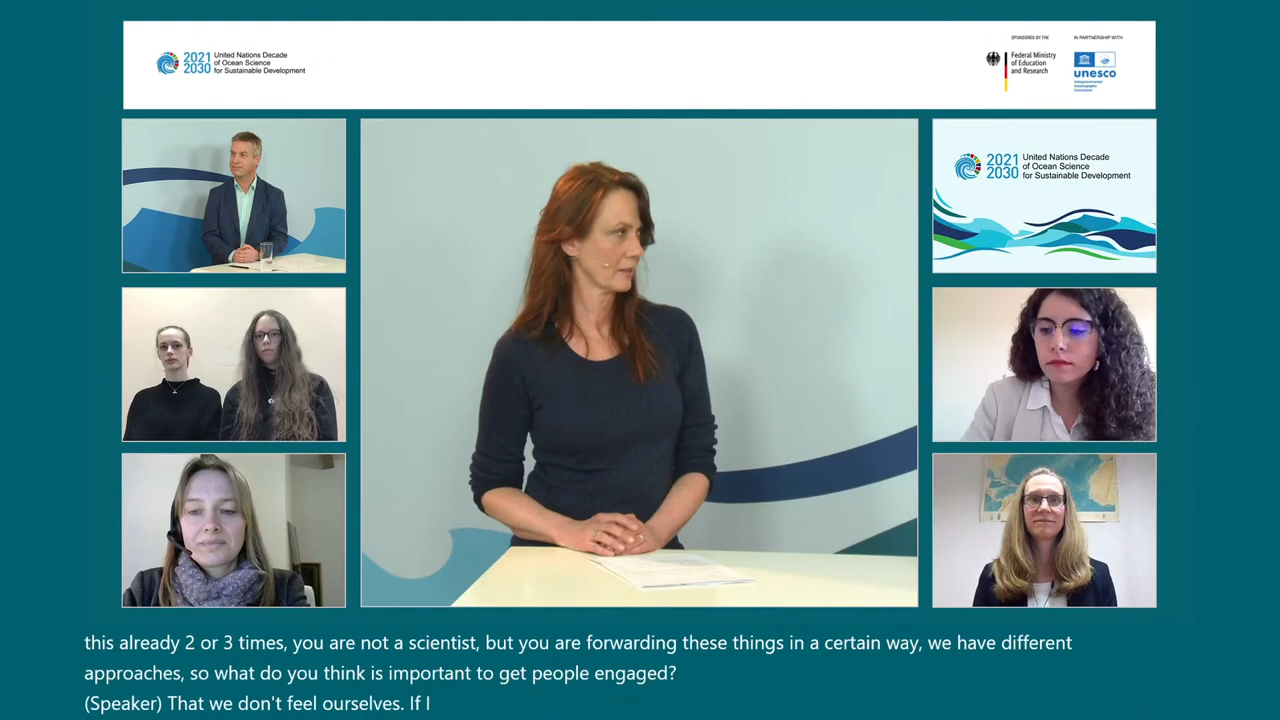 2021
2030
United Nations Decade
of Ocean Science
for Sustainable Development
SPONSORED BY THE
Federal Ministry
of Education
and Research
IN PARTNERSHIP WITH
unesco
Intergovernmental
Oceanographic
Commission
2021
2030
United Nations Decade
of Ocean Science
for Sustainable Development
this already 2 or 3 times, you are not a scientist, but you are forwarding these things in a certain way, we have different
approaches, so what do you think is important to get people engaged?
(Speaker) That we don't feel ourselves. If I